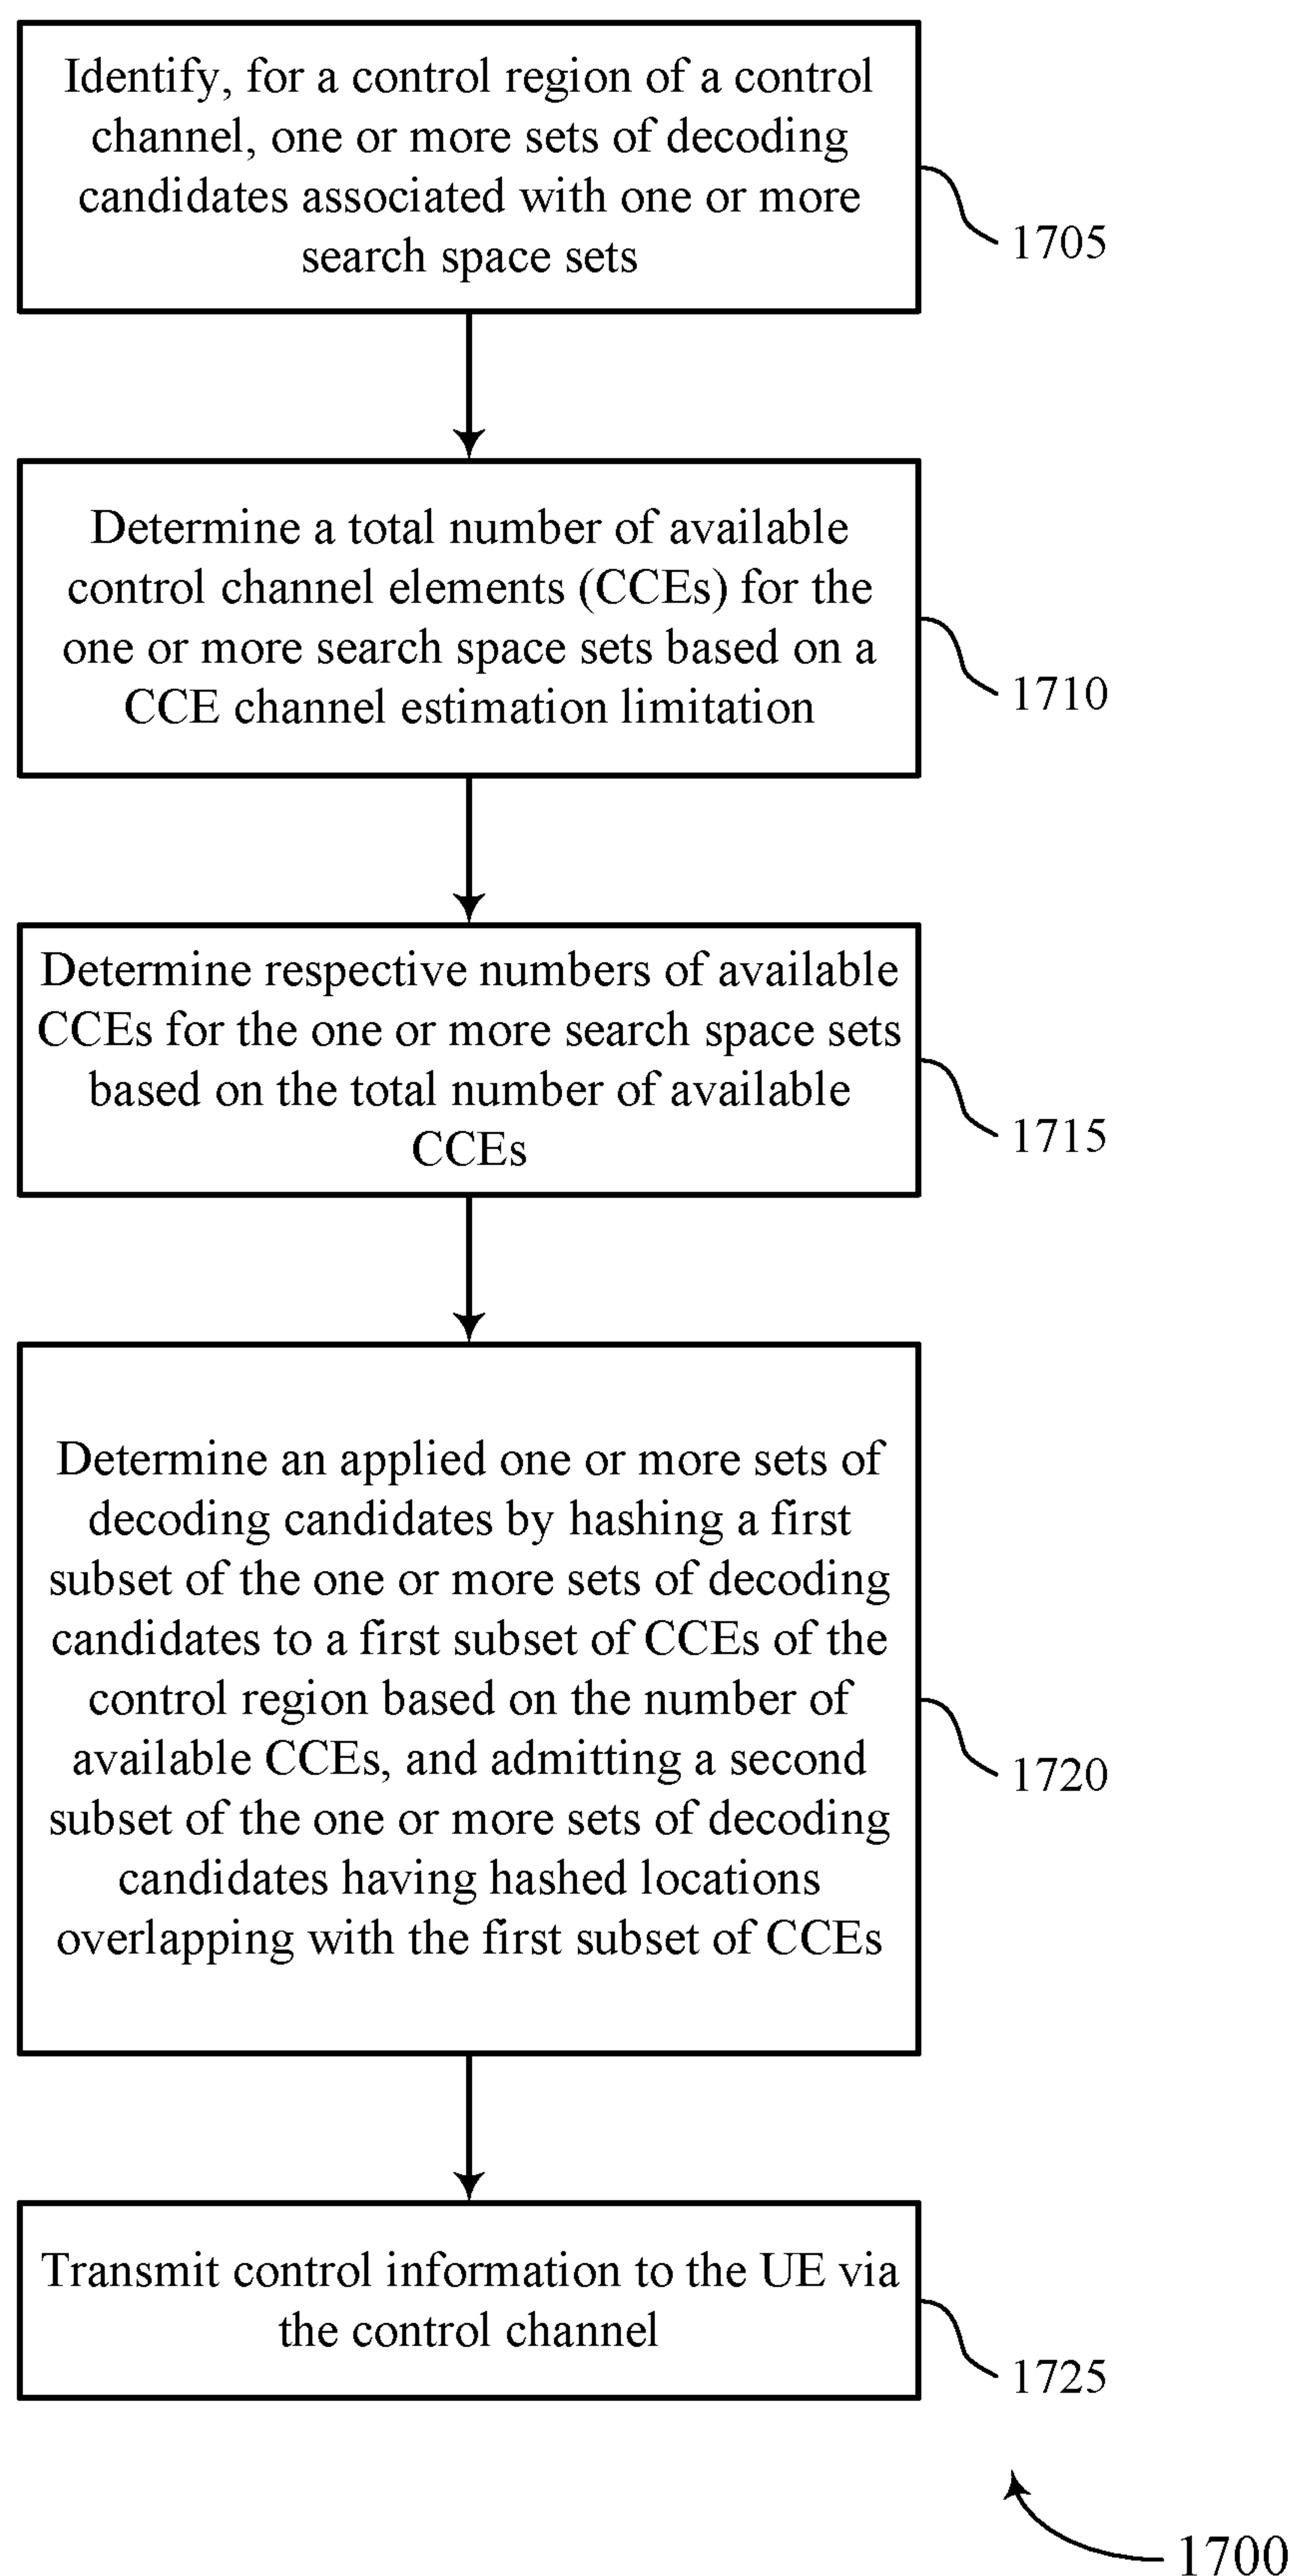 Identify, for a control region of a control
channel, one or more sets of decoding
candidates associated with one or more
search space sets
1705
Determine a total number of available
control channel elements (CCEs) for the
one or more search space sets based on a
CCE channel estimation limitation
1710
Determine respective numbers of available
CCEs for the one or more search space sets
based on the total number of available
CCEs
1715
Determine an applied one or more sets of
decoding candidates by hashing a first
subset of the one or more sets of decoding
candidates to a first subset of CCEs of the
control region based on the number of
available CCEs, and admitting a second
subset of the one or more sets of decoding
candidates having hashed locations
overlapping with the first subset of CCEs
1720
Transmit control information to the UE via
the control channel
1725
1700